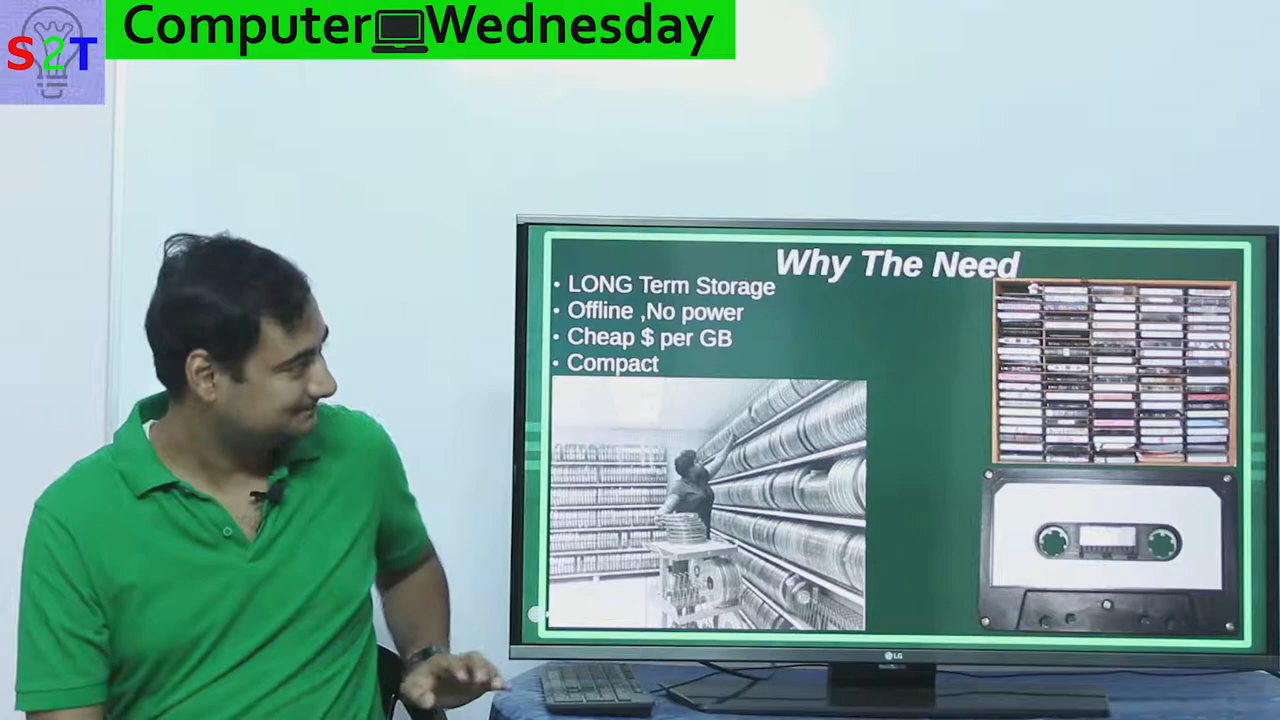 Computer Wednesday
S2T
Why The Need
• LONG Term Storage
• Offline ,No power
• Cheap $ per GB
• Compact
LG